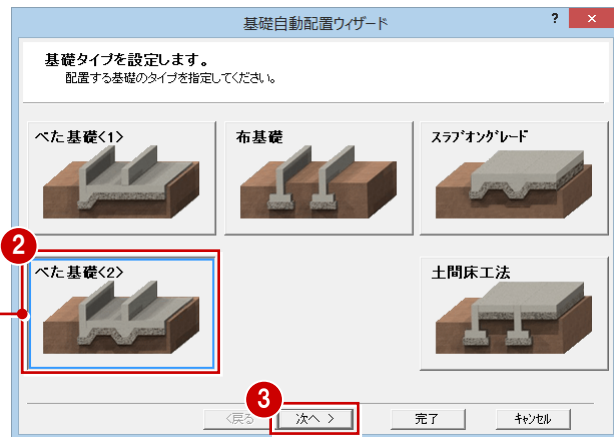 基礎自動配置ウィザード
?
×
基礎タイプを設定します。
配置する基礎のタイプを指定してください。
べた基礎<1>
布基礎
スラブオングレード
2
べた基礎<2>
土間床工法
3
<戻る
次へ >
完了
キャンセル